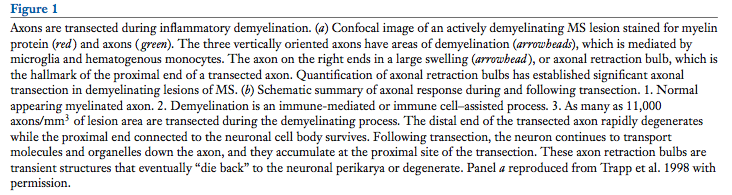 Figure 1
Axons are transected during inflammatory demyelination. (a) Confocal image of an actively demyelinating MS lesion stained for myelin
protein (red) and axons (green). The three vertically oriented axons have areas of demyelination (arrowheads), which is mediated by
microglia and hematogenous monocytes. The axon on the right ends in a large swelling (arrowhead), or axonal retraction bulb, which is
the hallmark of the proximal end of a transected axon. Quantification of axonal retraction bulbs has established significant axonal
transection in demyelinating lesions of MS. (b) Schematic summary of axonal response during and following transection. 1. Normal
appearing myelinated axon. 2. Demyelination is an immune-mediated or immune cell–assisted process. 3. As many as 11,000
axons/mm³ of lesion area are transected during the demyelinating process. The distal end of the transected axon rapidly degenerates
while the proximal end connected to the neuronal cell body survives. Following transection, the neuron continues to transport
molecules and organelles down the axon, and they accumulate at the proximal site of the transection. These axon retraction bulbs are
transient structures that eventually “die back” to the neuronal perikarya or degenerate. Panel a reproduced from Trapp et al. 1998 with
permission.